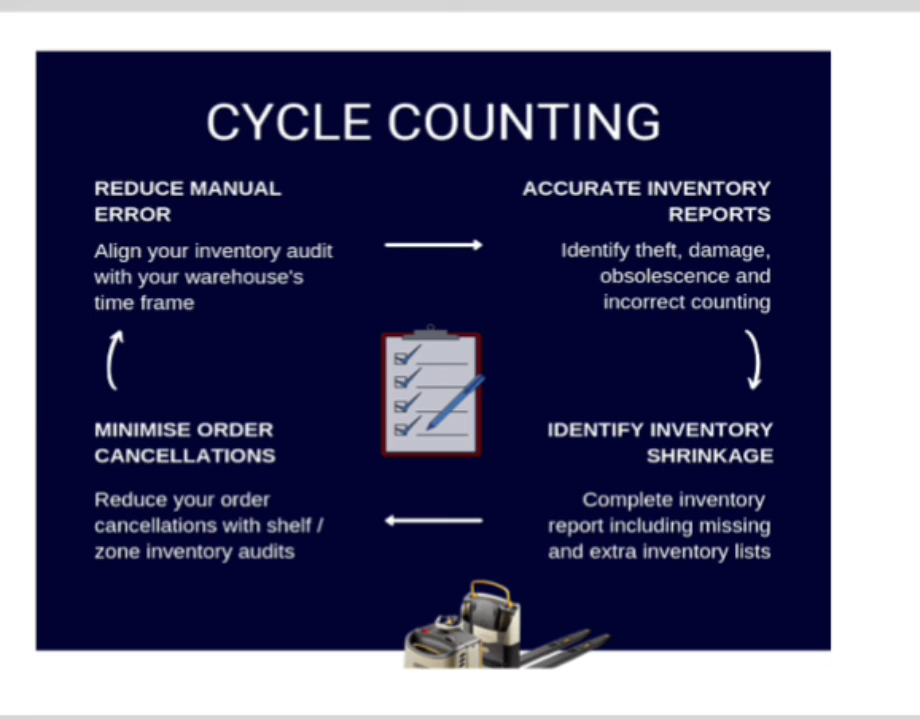 CYCLE COUNTING
REDUCE MANUAL
ERROR
Align your inventory audit
with your warehouse's
time frame
ACCURATE INVENTORY
REPORTS
Identify theft, damage,
obsolescence and
incorrect counting
MINIMISE ORDER
CANCELLATIONS
Reduce your order
cancellations with shelf /
zone inventory audits
IDENTIFY INVENTORY
SHRINKAGE
Complete inventory
report including missing
and extra inventory lists